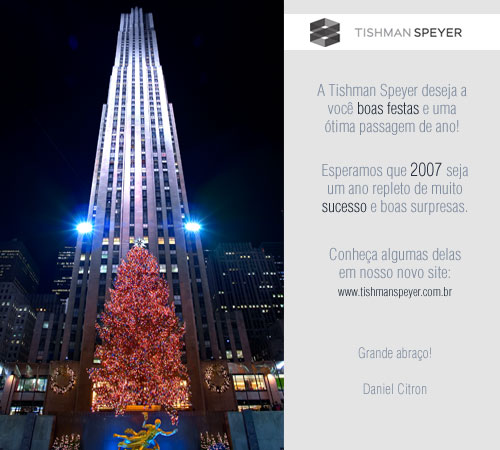 TISHMAN SPEYER
A Tishman Speyer deseja a
você boas festas e uma
ótima passagem de ano!
Esperamos que 2007 seja
um ano repleto de muito
sucesso e boas surpresas.
Conheça algumas delas
em nosso novo site:
www.tishmanspeyer.com.br
Grande abraço!
Daniel Citron